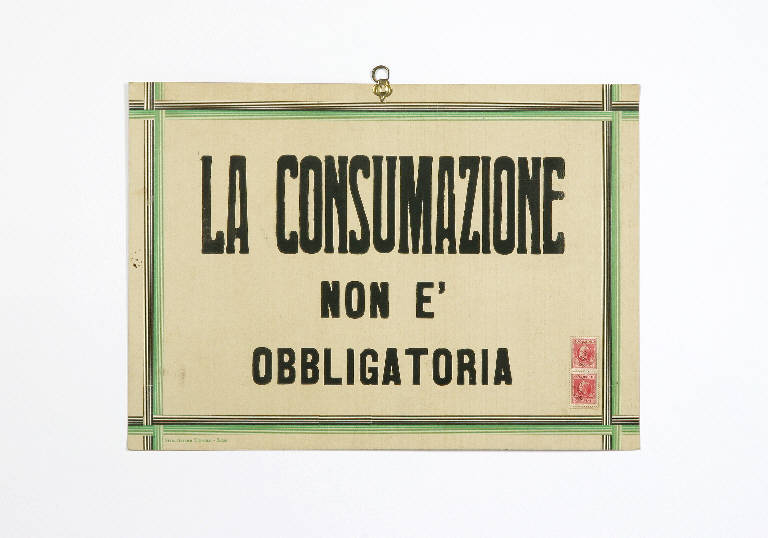 LA CONSUMAZIONE
NON E'
OBBLIGATORIA